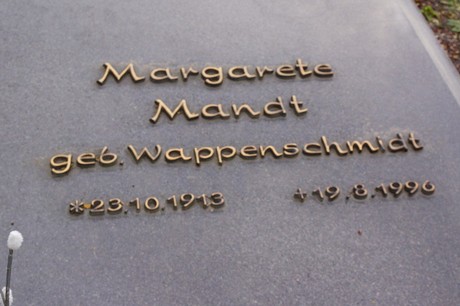 Margarete
Mandt
geb. Wappenschmidt
*23.10.1913 +19.8.1996